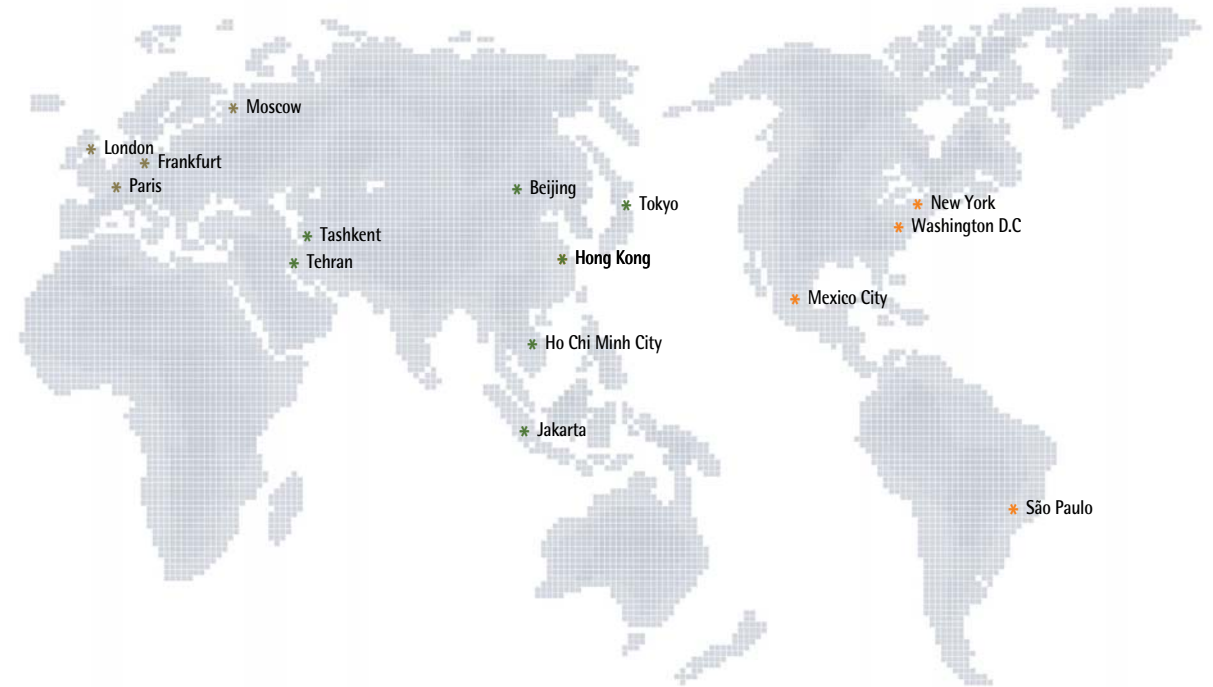 Moscow
London
Frankfurt
Paris
Beijing
Tokyo
New York
Washington D.C
Tashkent
Hong Kong
Tehran
Mexico City
Ho Chi Minh City
Jakarta
São Paulo